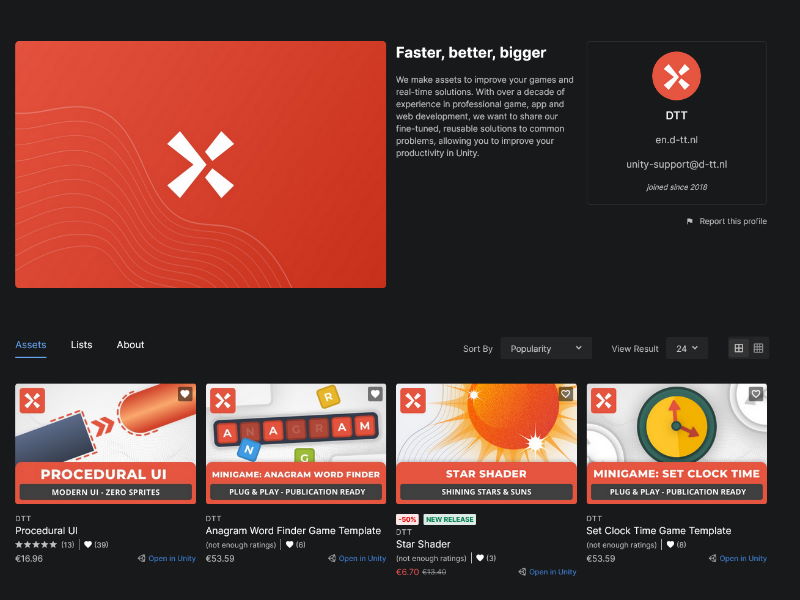 Faster, better, bigger
We make assets to improve your games and
real-time solutions. With over a decade of
experience in professional game, app and
web development, we want to share our
fine-tuned, reusable solutions to common
problems, allowing you to improve your
productivity in Unity.
DTT
en.d-tt.nl
unity-support@d-tt.nl
joined since 2018
Report this profile
Assets Lists About
Sort By Popularity View Result 24
PROCEDURAL UI
MODERN UI - ZERO SPRITES
DTT
Procedural UI
(13) (39)
€16.96 Open in Unity
R
A N A G R A M
N G
MINIGAME: ANAGRAM WORD FINDER
PLUG & PLAY - PUBLICATION READY
DTT
Anagram Word Finder Game Template
(not enough ratings) (6)
€53.59 Open in Unity
STAR SHADER
SHINING STARS & SUNS
-50% NEW RELEASE
DTT
Star Shader
(not enough ratings) (3)
€6.70 €13.40 Open in Unity
MINIGAME: SET CLOCK TIME
PLUG & PLAY - PUBLICATION READY
DTT
Set Clock Time Game Template
(not enough ratings) (8)
€53.59 Open in Unity